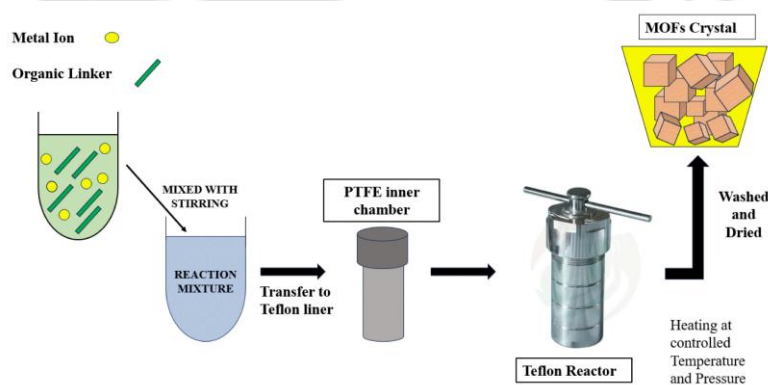 Metal Ion
Organic Linker
MIXED WITH
STIRRING
REACTION
MIXTURE
Transfer to
Teflon liner
PTFE inner
chamber
Teflon Reactor
MOFs Crystal
Washed
and
Dried
Heating at
controlled
Temperature
and Pressure